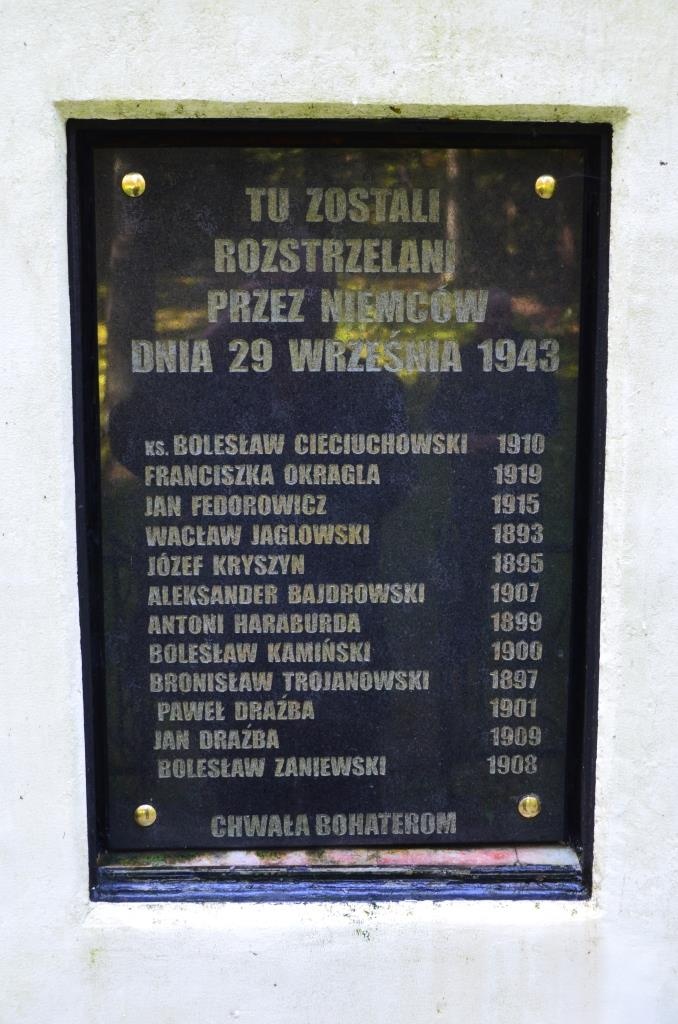 TU ZOSTALI
ROZSTRZELANI
PRZEZ NIEMCÓW
DNIA 29 WRZEŚNIA 1943
KS. BOLESŁAW CIECIUCHOWSKI 1910
FRANCISZKA OKRAGLA 1919
JAN FEDOROWICZ 1915
WACŁAW JAGLOWSKI 1893
JÓZEF KRYSZYN 1895
ALEKSANDER BAJDROWSKI 1907
ANTONI HARABURDA 1899
BOLESŁAW KAMIŃSKI 1900
BRONISŁAW TROJANOWSKI 1897
PAWEŁ DRAŹBA 1901
JAN DRAŹBA 1909
BOLESŁAW ZANIEWSKI 1908
CHWAŁA BOHATEROM